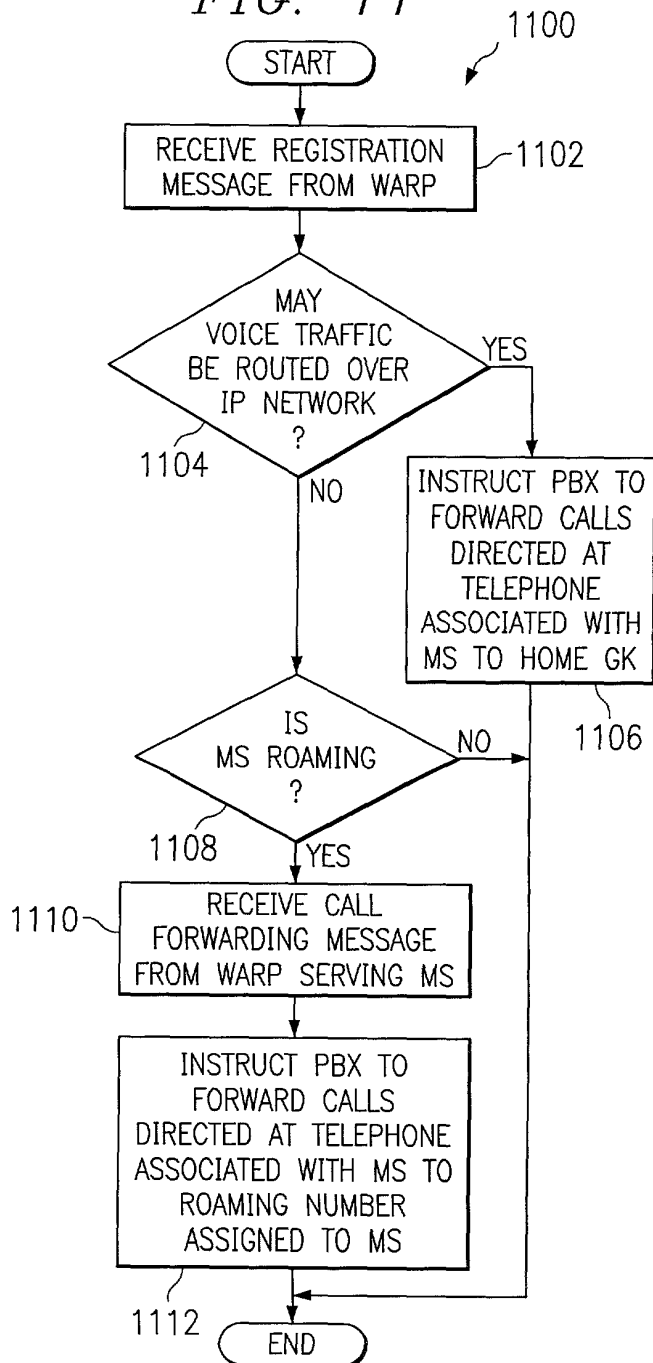 FIG. 11
1100
START
RECEIVE REGISTRATION
MESSAGE FROM WARP
1102
MAY
VOICE TRAFFIC
BE ROUTED OVER
IP NETWORK
?
1104
YES
NO
INSTRUCT PBX TO
FORWARD CALLS
DIRECTED AT
TELEPHONE
ASSOCIATED WITH
MS TO HOME GK
1106
IS
MS ROAMING
?
1108
NO
YES
1110
RECEIVE CALL
FORWARDING MESSAGE
FROM WARP SERVING MS
INSTRUCT PBX TO
FORWARD CALLS
DIRECTED AT TELEPHONE
ASSOCIATED WITH MS TO
ROAMING NUMBER
ASSIGNED TO MS
1112
END